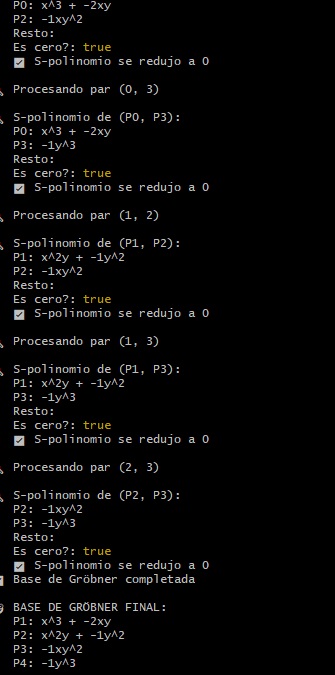 P0: x^3 + -2xy
P2: -1xy^2
Resto:
Es cero?: true
☑ S-polinomio se redujo a 0
Procesando par (0, 3)
S-polinomio de (P0, P3):
P0: x^3 + -2xy
P3: -1y^3
Resto:
Es cero?: true
☑ S-polinomio se redujo a 0
Procesando par (1, 2)
S-polinomio de (P1, P2):
P1: x^2y + -1y^2
P2: -1xy^2
Resto:
Es cero?: true
☑ S-polinomio se redujo a 0
Procesando par (1, 3)
S-polinomio de (P1, P3):
P1: x^2y + -1y^2
P3: -1y^3
Resto:
Es cero?: true
☑ S-polinomio se redujo a 0
Procesando par (2, 3)
S-polinomio de (P2, P3):
P2: -1xy^2
P3: -1y^3
Resto:
Es cero?: true
☑ S-polinomio se redujo a 0
Base de Gröbner completada
BASE DE GRÖBNER FINAL:
P1: x^3 + -2xy
P2: x^2y + -1y^2
P3: -1xy^2
P4: -1y^3